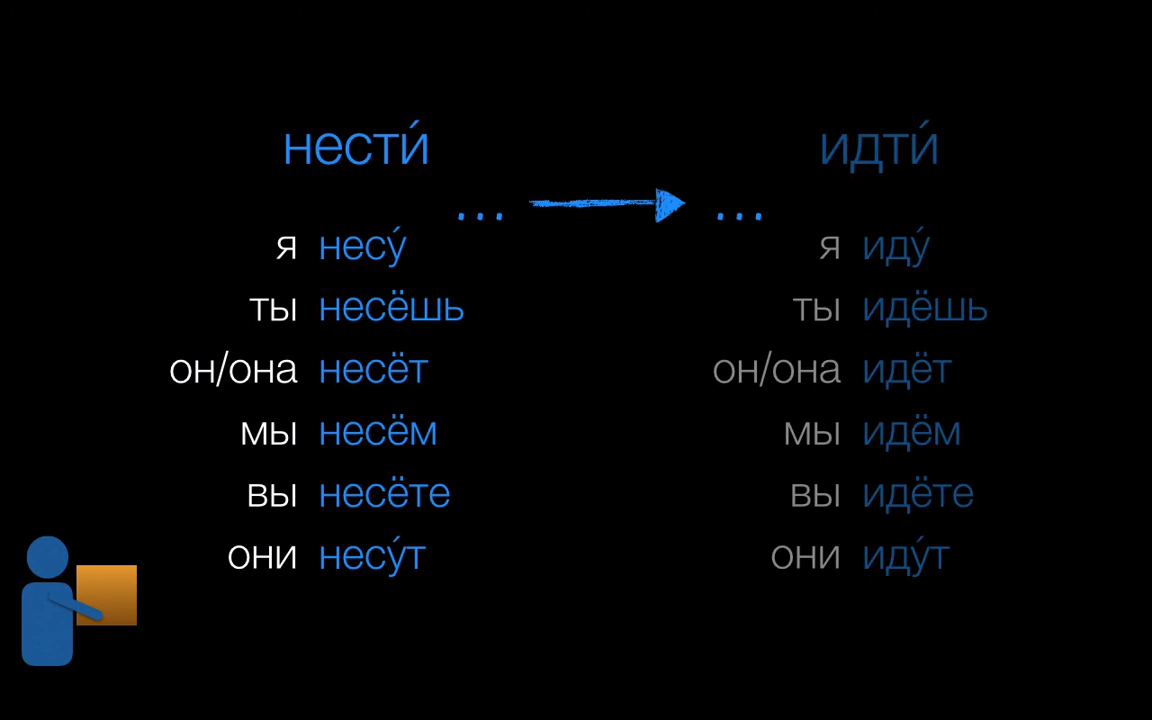 нести́ идти́
... ...
я несу́ я иду́
ты несёшь ты идёшь
он/она несёт он/она идёт
мы несём мы идём
вы несёте вы идёте
они несу́т они иду́т